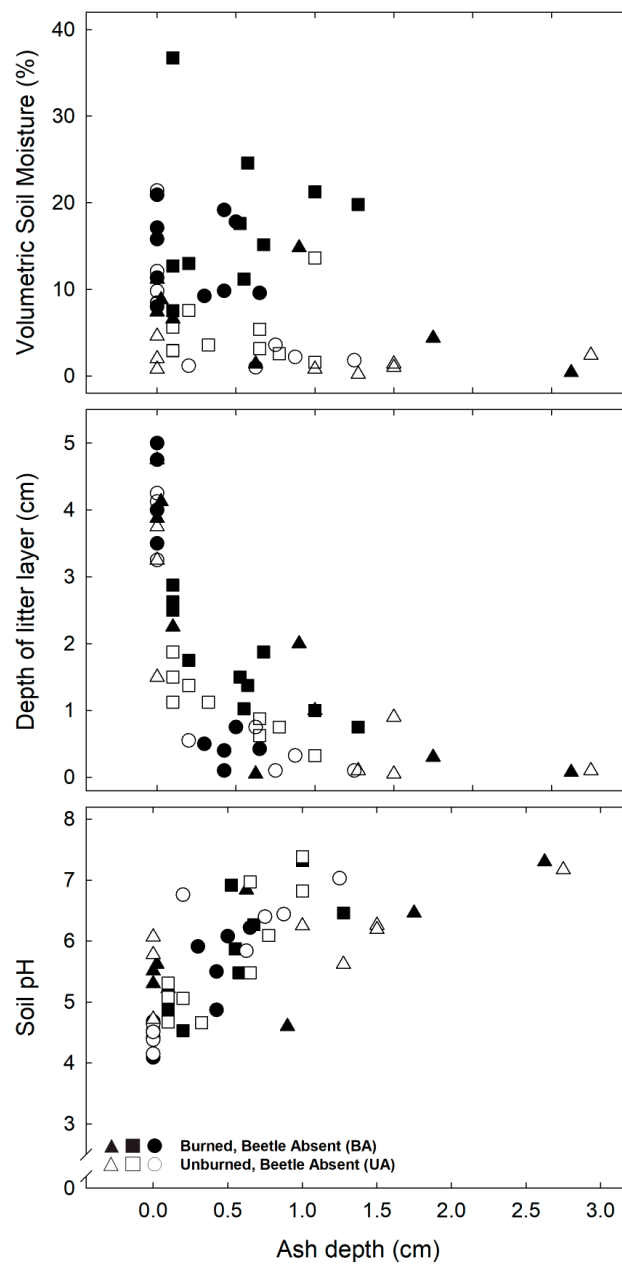 40
30
20
10
0
Volumetric Soil Moisture (%)
5
4
3
2
1
0
Depth of litter layer (cm)
8
7
6
5
4
3
0
Soil pH
Burned, Beetle Absent (BA)
Unburned, Beetle Absent (UA)
0.0 0.5 1.0 1.5 2.0 2.5 3.0
Ash depth (cm)